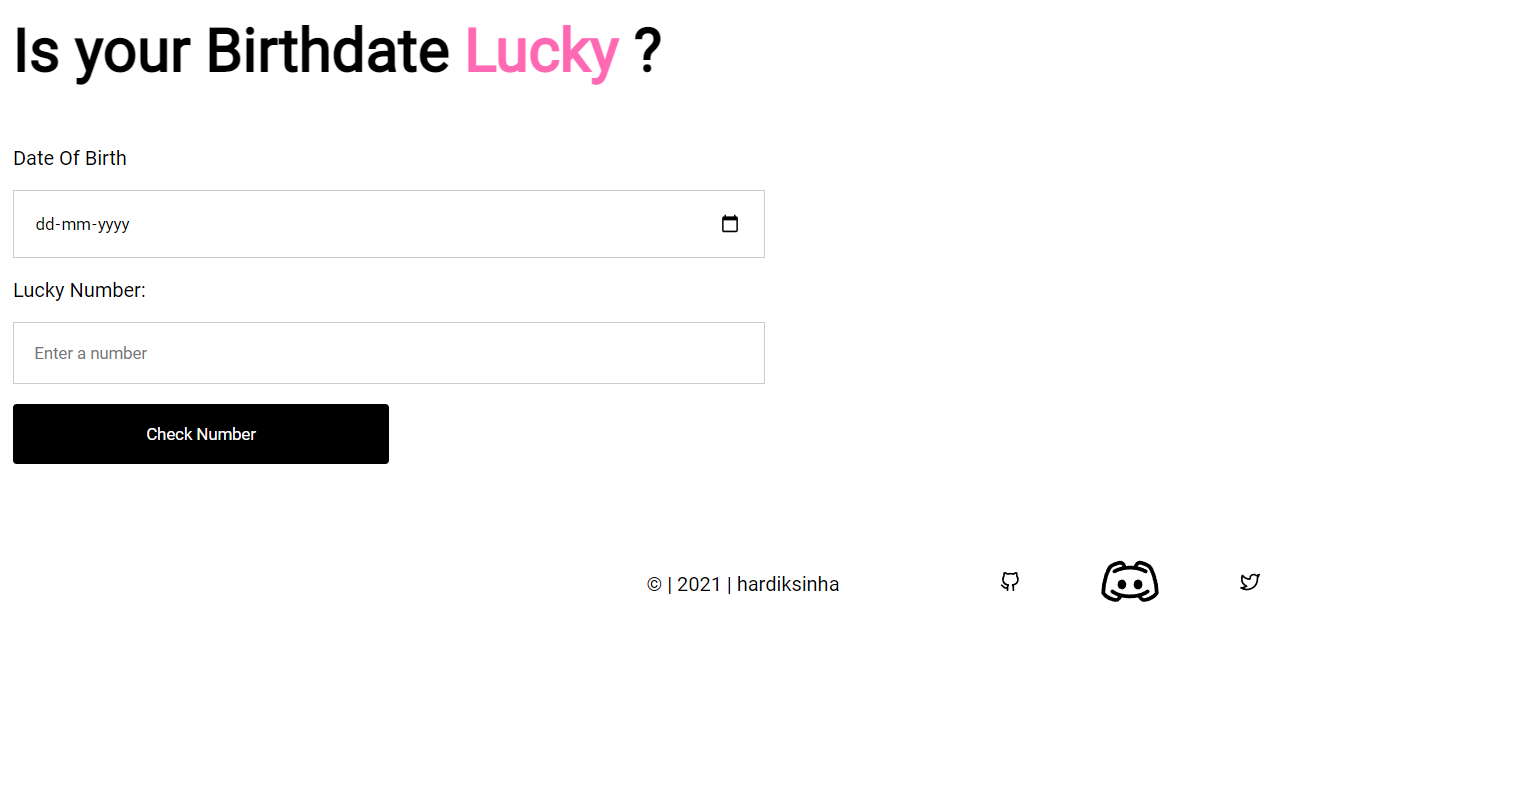 Is your Birthdate Lucky ?
Date Of Birth
dd-mm-yyyy
Lucky Number:
Enter a number
Check Number
© | 2021 | hardiksinha